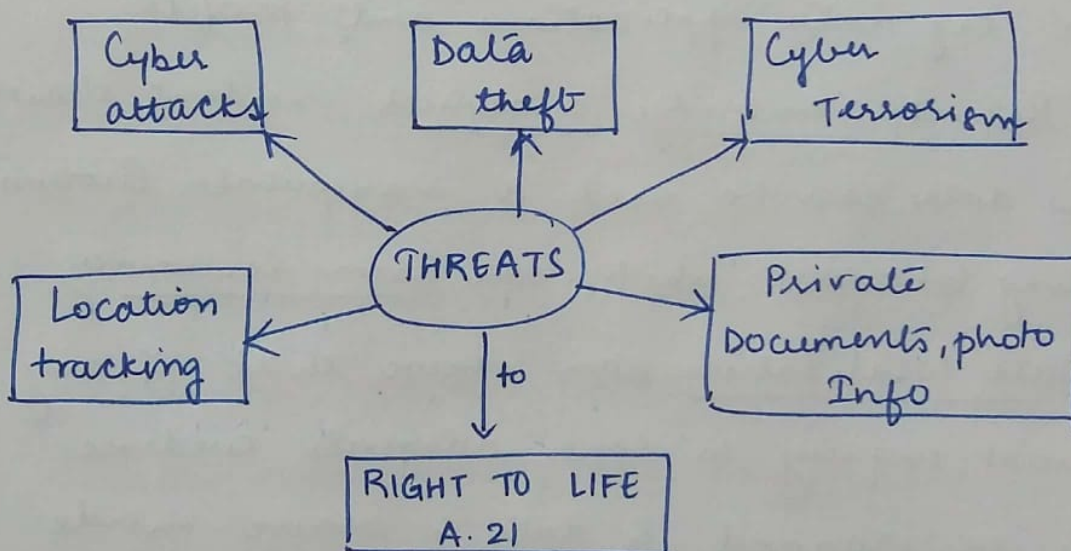 Cyber
attacks
Data
theft
Cyber
Terrorism
THREATS
Location
tracking
Private
Documents, photo
Info
to
RIGHT TO LIFE
A. 21